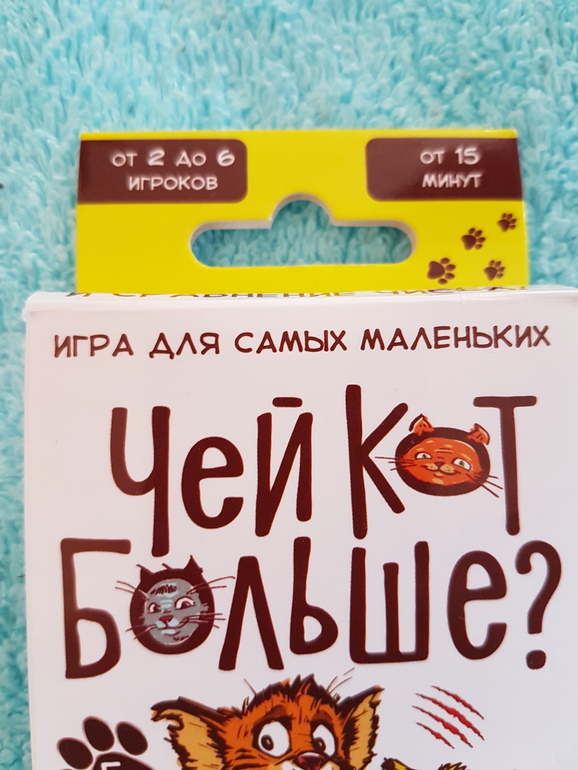 от 2 до 6
игроков
от 15
минут
ИГРА ДЛЯ САМЫХ МАЛЕНЬКИХ
Чей Кот
Больше?